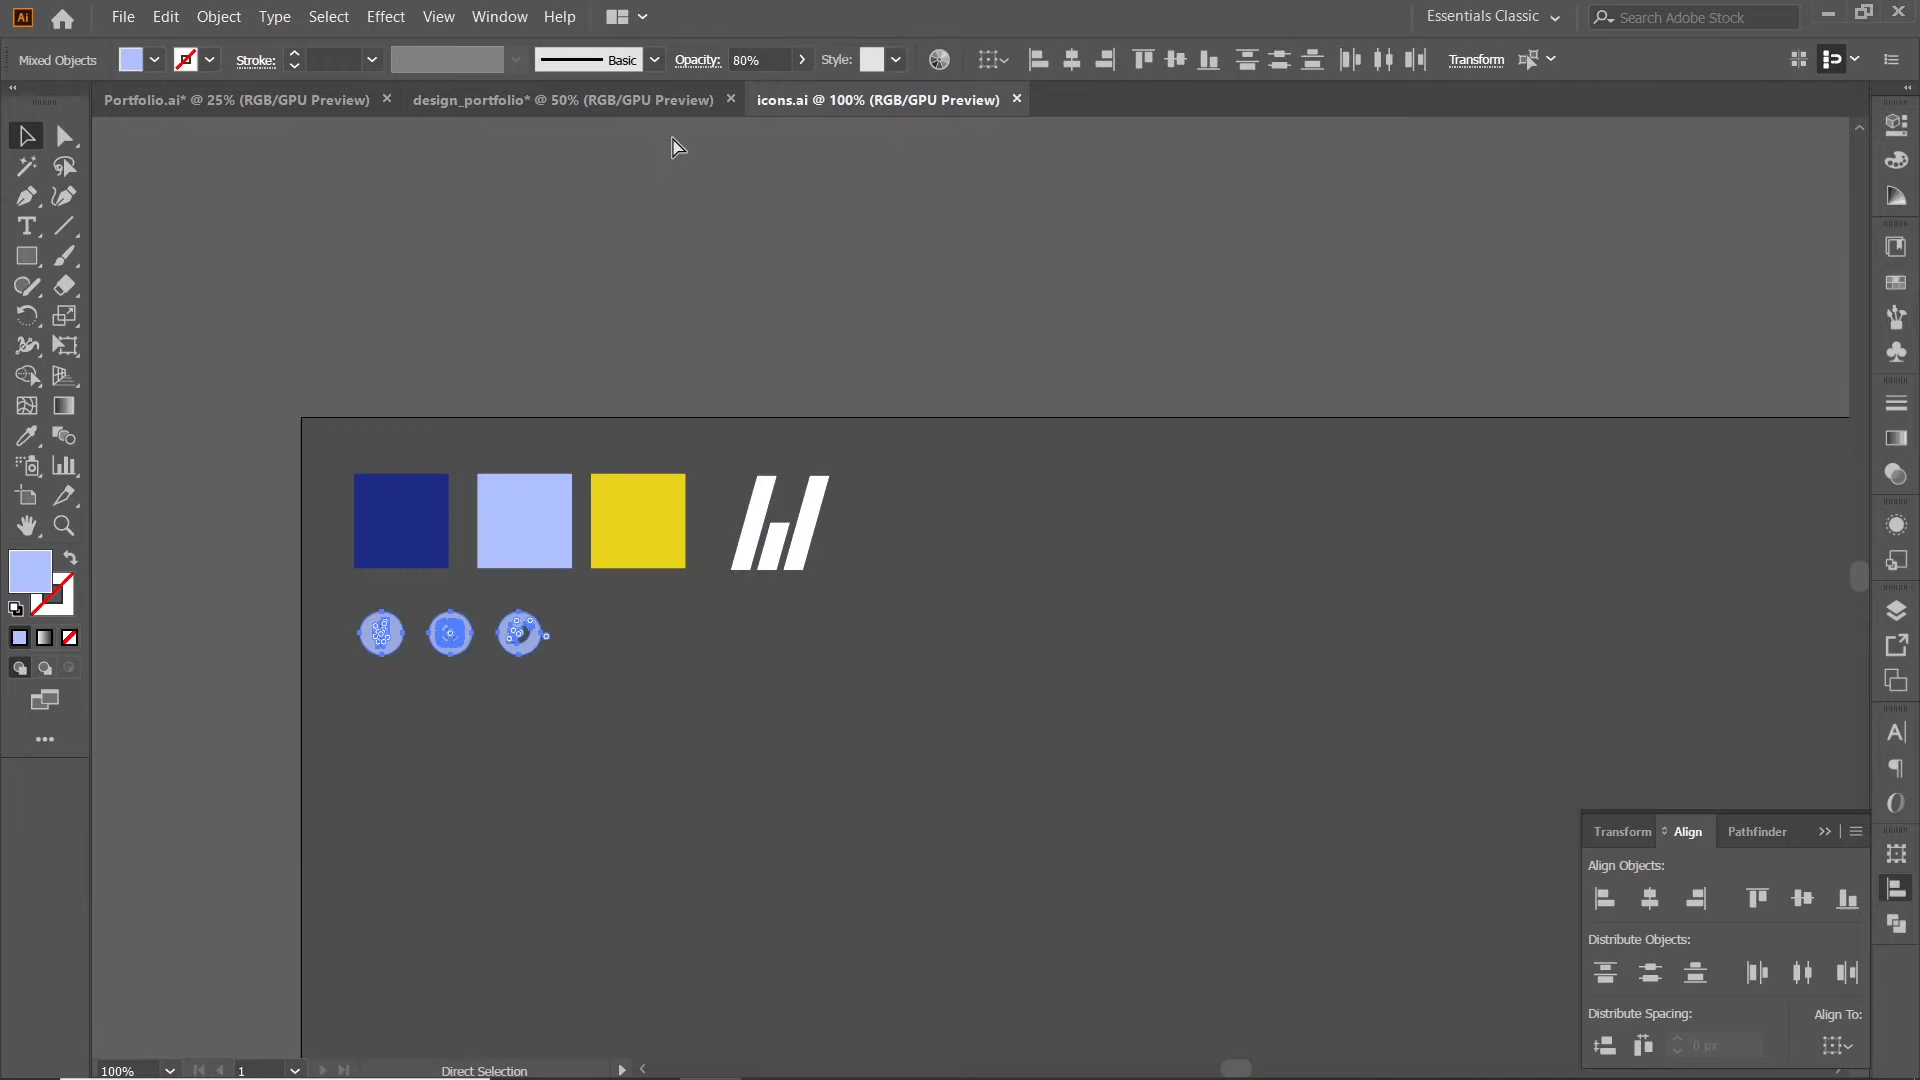 Ai File Edit Object Type Select Effect View Window Help Essentials Classic Search Adobe Stock
Mixed Objects Stroke: Basic Opacity: 80% Style: Transform
Portfolio.ai* @ 25% (RGB/GPU Preview) design_portfolio* @ 50% (RGB/GPU Preview) icons.ai @ 100% (RGB/GPU Preview)
Transform Align Pathfinder
Align Objects:
Distribute Objects:
Distribute Spacing: Align To:
0 px
100% 1 Direct Selection